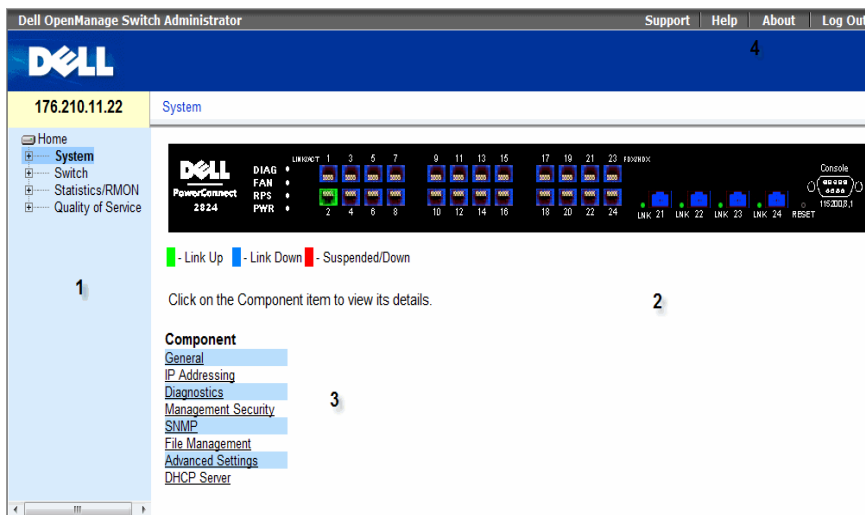 Dell OpenManage Switch Administrator Support Help About Log Out
4
DELL
176.210.11.22 System
Home
System
Switch
Statistics/RMON
Quality of Service
DELL
PowerConnect
2824
DIAG
FAN
RPS
PWR
LINK/ACT 1 3 5 7 9 11 13 15 17 19 21 23 FDX/HDX
2 4 6 8 10 12 14 16 18 20 22 24
LNK 21 LNK 22 LNK 23 LNK 24 RESET
Console
115200,8,1
- Link Up - Link Down - Suspended/Down
1
Click on the Component item to view its details.
2
Component
General
IP Addressing
Diagnostics
3
Management Security
SNMP
File Management
Advanced Settings
DHCP Server